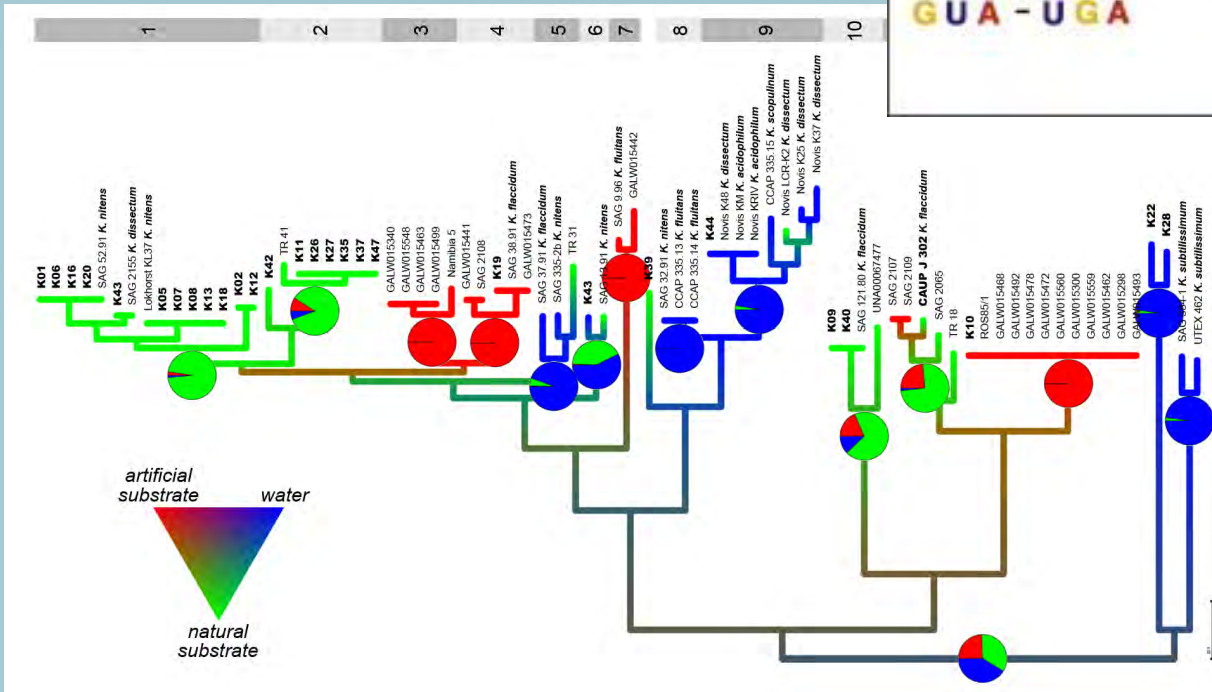 GUA-UGA
1
2
3
4
5
6
7
8
9
10
K01
K06
K16
K20
SAG 52.91 K. nitens
K43
SAG 2155 K. dissectum
Lokhorst KL37 K. nitens
K05
K07
K08
K13
K18
K02
K12
K42
TR 41
K11
K26
K27
K35
K37
K47
GALW015340
GALW015548
GALW015463
GALW015499
Namibia 5
GALW015441
SAG 2108
K19
SAG 38.91 K. flaccidum
GALW015473
SAG 37.91 K. flaccidum
SAG 335-2b K. nitens
TR 31
K43
K. nitens
SAG 9.96 K. fluitans
GALW015442
K39
SAG 32.91 K. nitens
CCAP 335.13 K. fluitans
CCAP 335.14 K. fluitans
K44
Novis K48 K. dissectum
Novis KM K. acidophilum
Novis KRIV K. acidophilum
CCAP 335.15 K. scopulinum
Novis LCR-K2 K. dissectum
Novis K25 K. dissectum
Novis K37 K. dissectum
K09
K40
SAG 121.80 K. flaccidum
UNA00067477
SAG 2107
SAG 2109
CAUP J 302 K. flaccidum
SAG 2065
TR 18
K10
ROS85/1
GALW015468
GALW015492
GALW015478
GALW015472
GALW015660
GALW015300
GALW015559
GALW015462
GALW015298
GALW015493
K22
K28
K. subtilissimum
UTEX 462 K. subtilissimum
artificial
substrate
water
natural
substrate